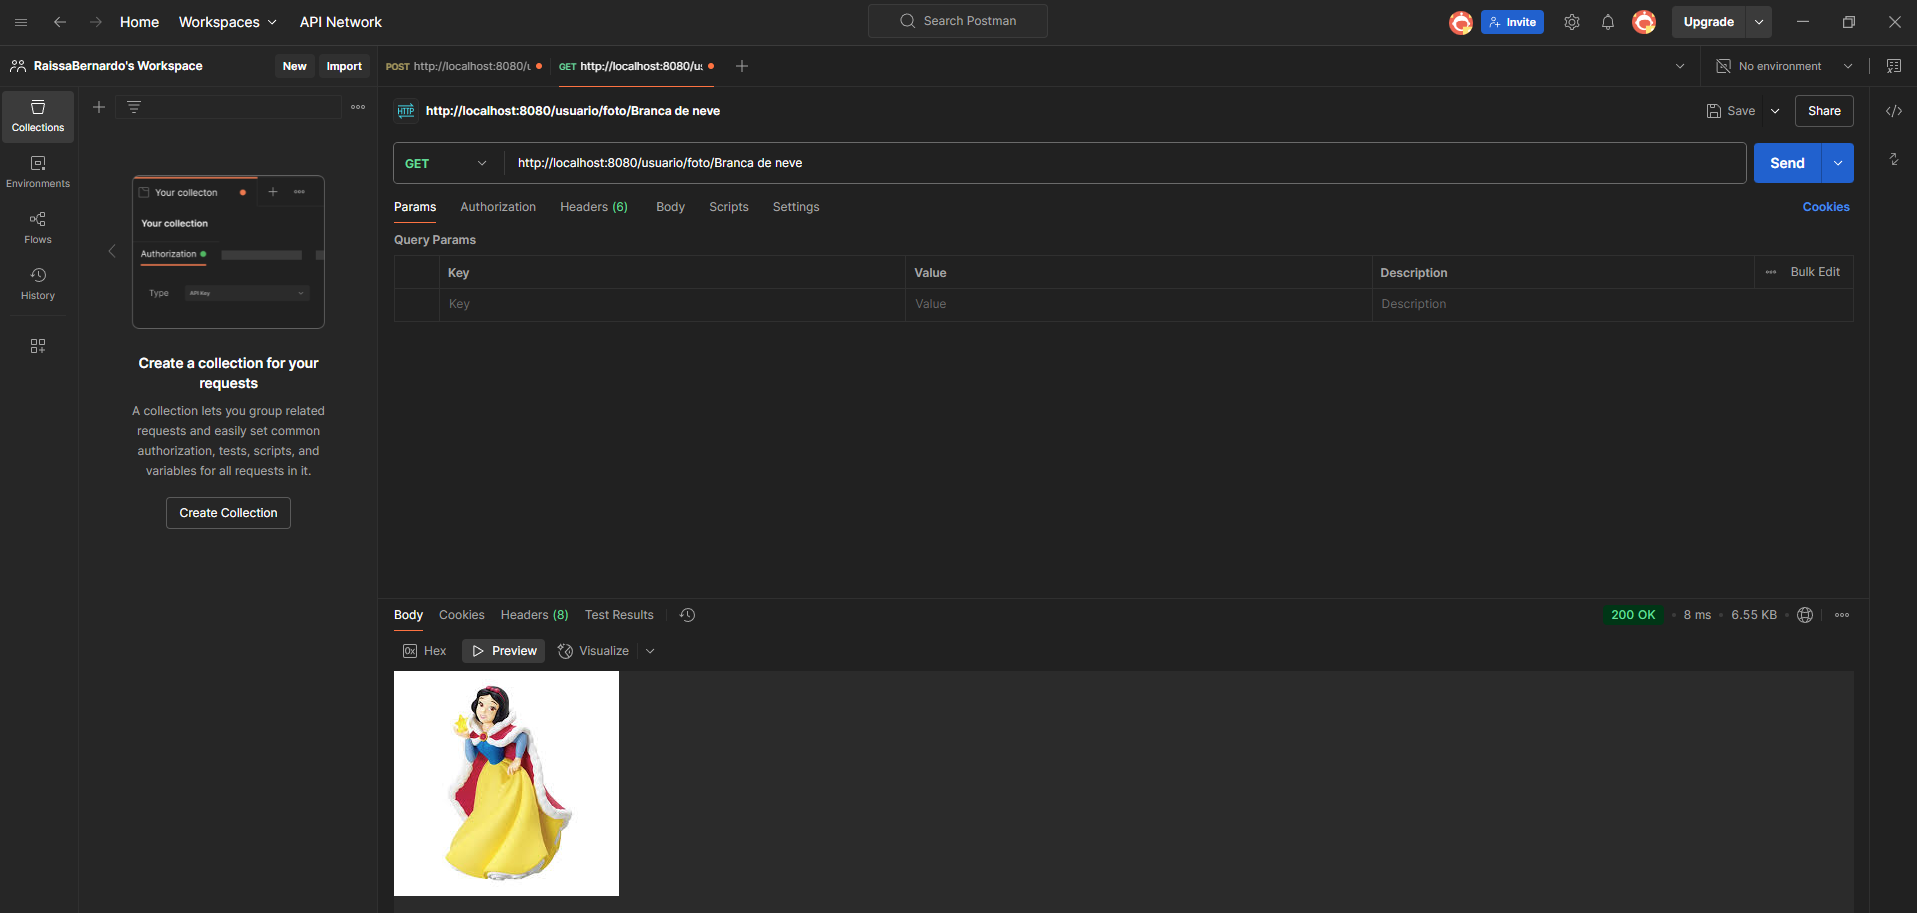 Home
Workspaces
API Network
Search Postman
Invite
Upgrade
RaissaBernardo's Workspace
New
Import
POST http://localhost:8080/u
GET http://localhost:8080/us
No environment
Collections
Environments
Flows
History
Your collecton
Your collection
Authorization
Type
API Key
Create a collection for your
requests
A collection lets you group related
requests and easily set common
authorization, tests, scripts, and
variables for all requests in it.
Create Collection
HTTP http://localhost:8080/usuario/foto/Branca de neve
Save
Share
GET http://localhost:8080/usuario/foto/Branca de neve
Send
Params Authorization Headers (6) Body Scripts Settings
Cookies
Query Params
Key Value Description Bulk Edit
Key Value Description
Body Cookies Headers (8) Test Results
200 OK • 8 ms • 6.55 KB •
0x Hex Preview Visualize